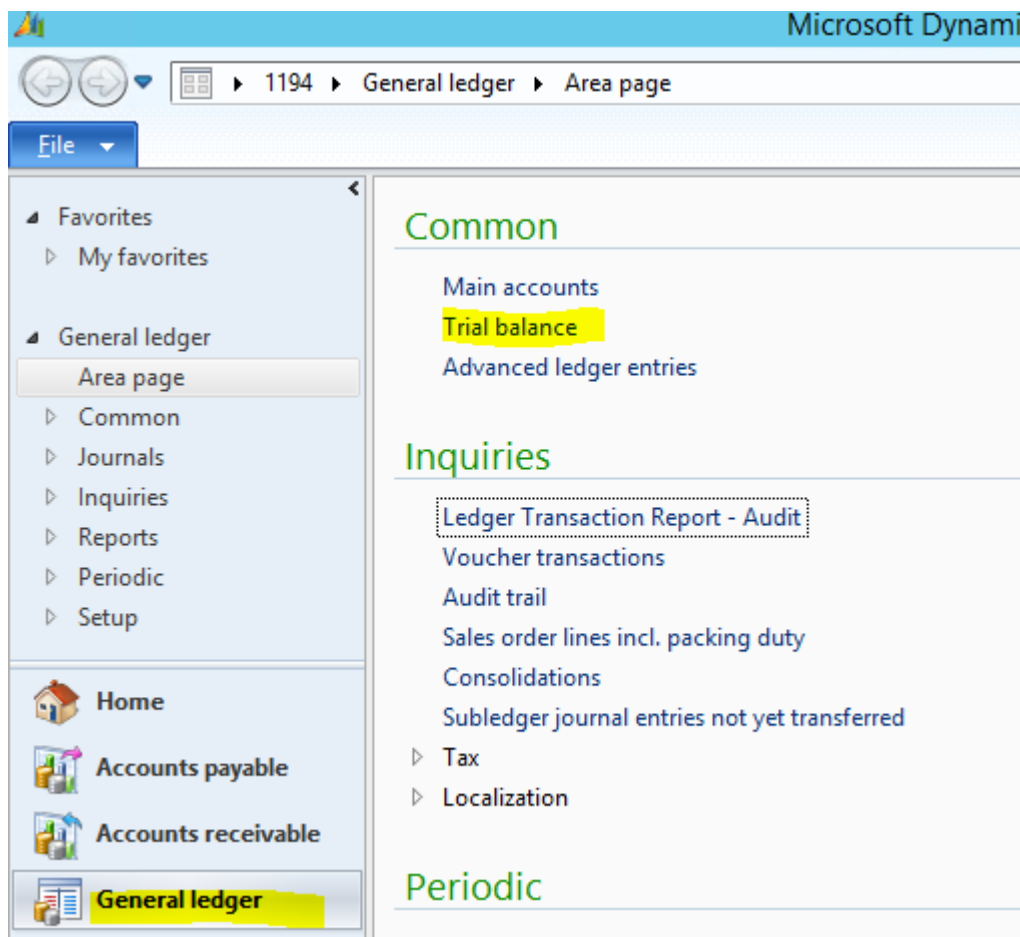 Microsoft Dynami
1194 General ledger Area page
File
Favorites
My favorites
General ledger
Area page
Common
Journals
Inquiries
Reports
Periodic
Setup
Home
Accounts payable
Accounts receivable
General ledger
Common
Main accounts
Trial balance
Advanced ledger entries
Inquiries
Ledger Transaction Report - Audit
Voucher transactions
Audit trail
Sales order lines incl. packing duty
Consolidations
Subledger journal entries not yet transferred
Tax
Localization
Periodic